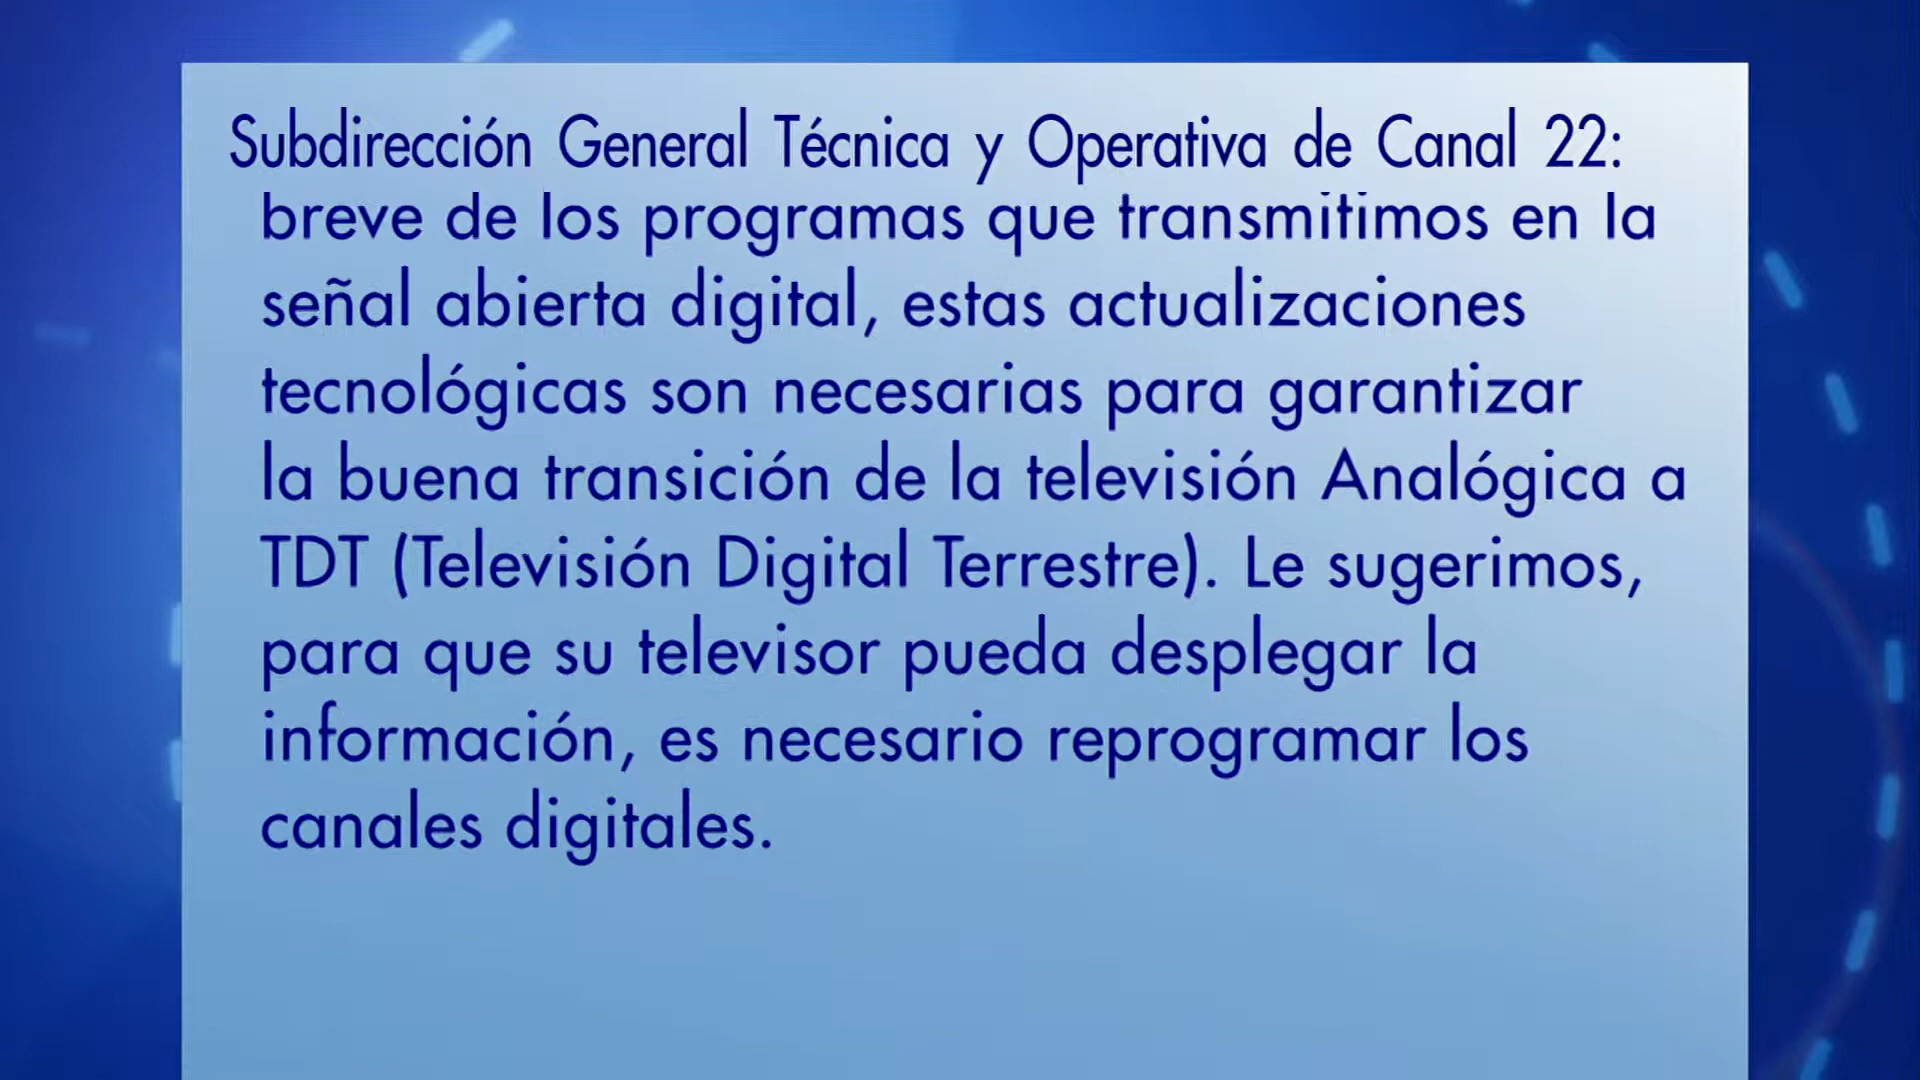 Subdirección General Técnica y Operativa de Canal 22:
breve de los programas que transmitimos en la
señal abierta digital, estas actualizaciones
tecnológicas son necesarias para garantizar
la buena transición de la televisión Analógica a
TDT (Televisión Digital Terrestre). Le sugerimos,
para que su televisor pueda desplegar la
información, es necesario reprogramar los
canales digitales.